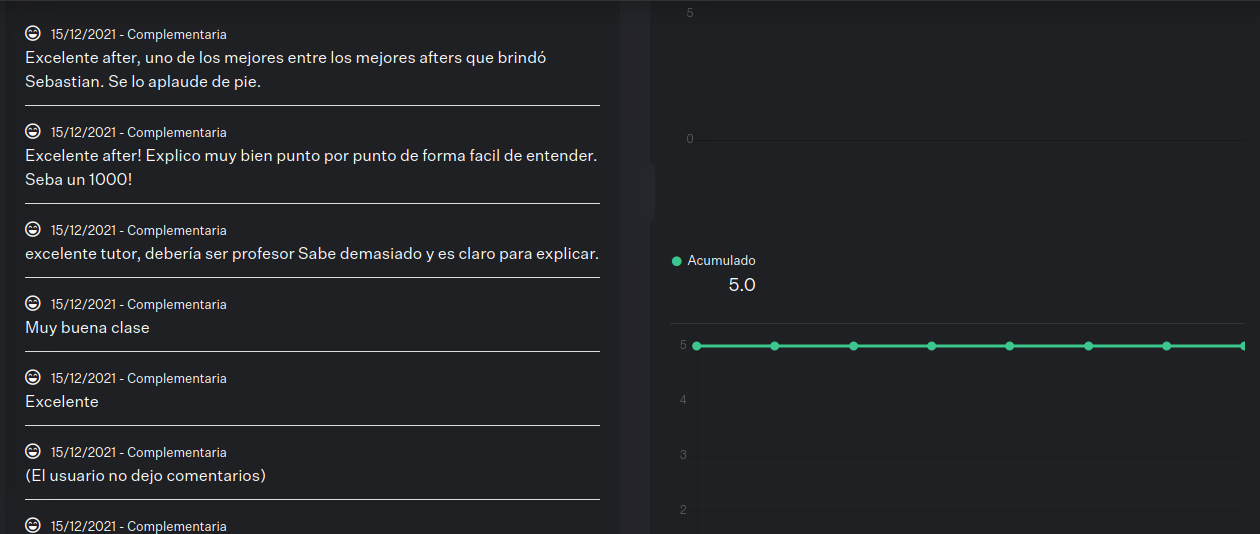 15/12/2021 - Complementaria
Excelente after, uno de los mejores entre los mejores afters que brindó
Sebastian. Se lo aplaude de pie.
15/12/2021 - Complementaria
Excelente after! Explico muy bien punto por punto de forma facil de entender.
Seba un 1000!
15/12/2021 - Complementaria
excelente tutor, debería ser profesor Sabe demasiado y es claro para explicar.
15/12/2021 - Complementaria
Muy buena clase
15/12/2021 - Complementaria
Excelente
15/12/2021 - Complementaria
(El usuario no dejo comentarios)
15/12/2021 - Complementaria
5
0
Acumulado
5.0
5
4
3
2